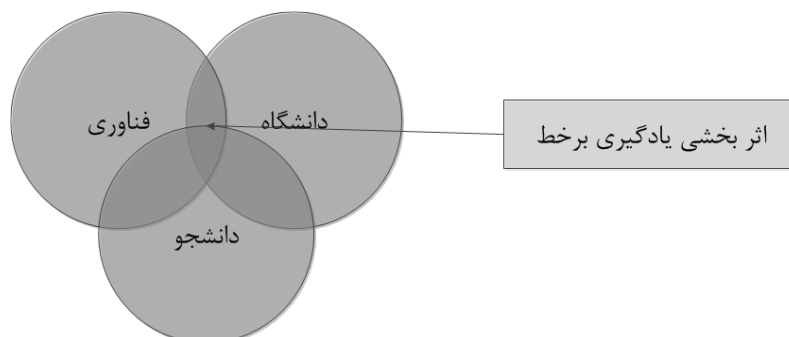 دانشگاه
فناوری
اثر بخشی یادگیری برخط
دانشجو